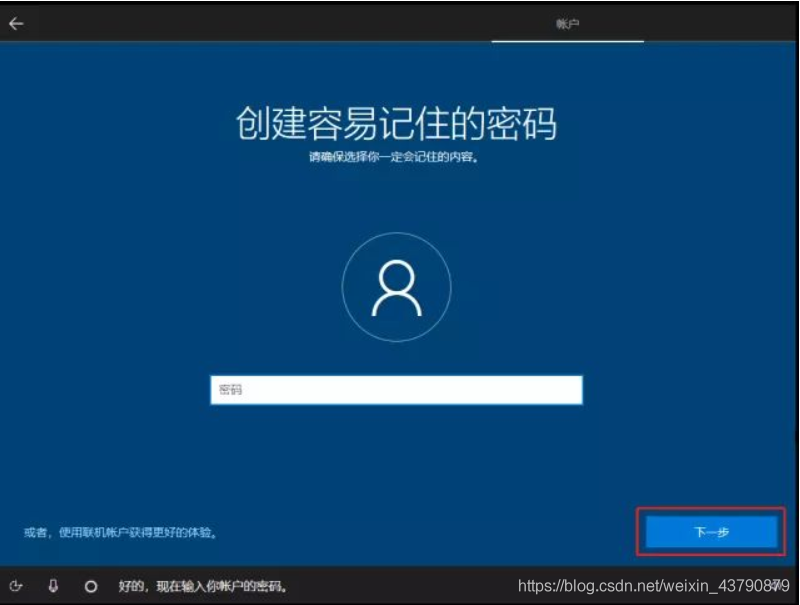 帐户
创建容易记住的密码
请确保选择你一定会记住的内容。
密码
或者，使用联机帐户获得更好的体验。
下一步
好的，现在输入你帐户的密码。
https://blog.csdn.net/weixin_43790879